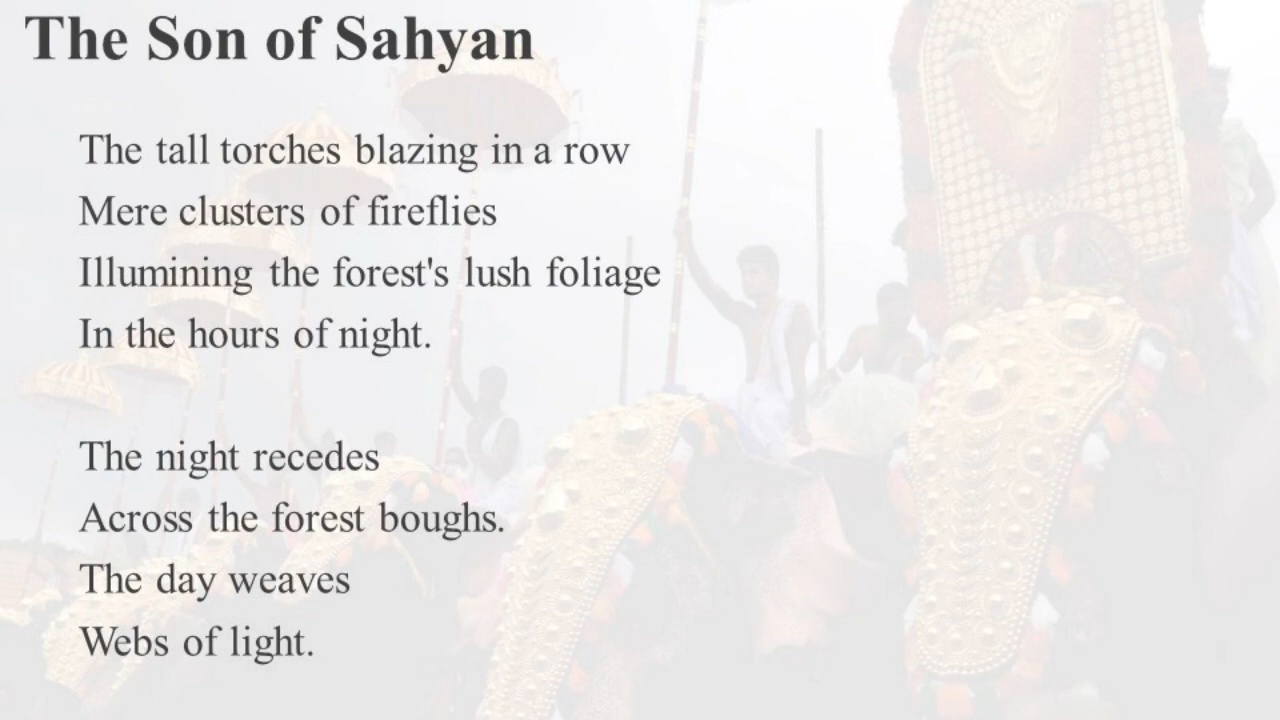 The Son of Sahyan
The tall torches blazing in a row
Mere clusters of fireflies
Illumining the forest's lush foliage
In the hours of night.
The night recedes
Across the forest boughs.
The day weaves
Webs of light.